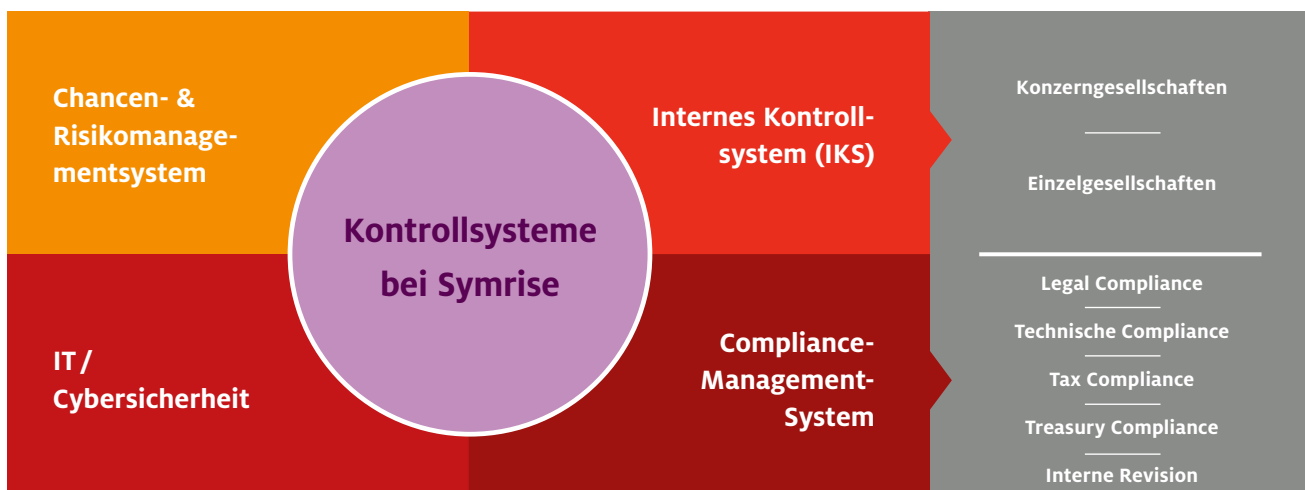 Chancen- &
Risikomanage-
mentsystem
Internes Kontroll-
system (IKS)
Kontrollsysteme
bei Symrise
IT /
Cybersicherheit
Compliance-
Management-
System
Konzerngesellschaften
Einzelgesellschaften
Legal Compliance
Technische Compliance
Tax Compliance
Treasury Compliance
Interne Revision